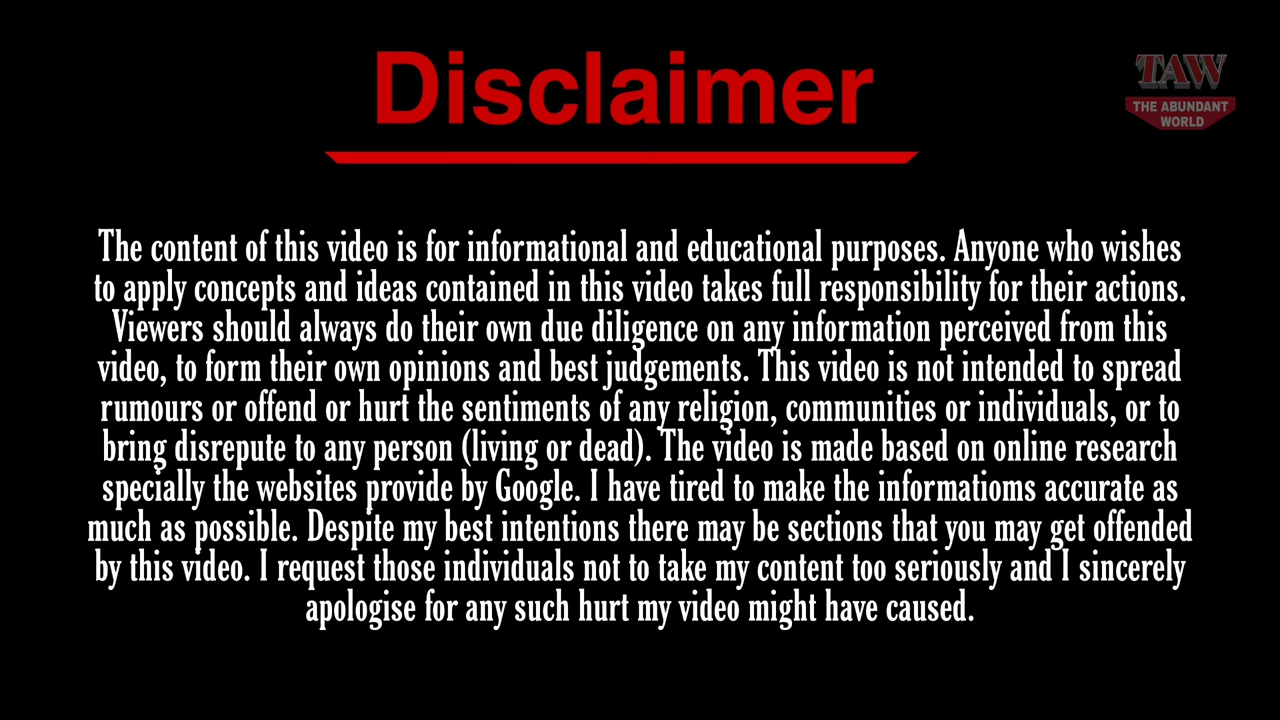 Disclaimer
TAW
THE ABUNDANT
WORLD
The content of this video is for informational and educational purposes. Anyone who wishes
to apply concepts and ideas contained in this video takes full responsibility for their actions.
Viewers should always do their own due diligence on any information perceived from this
video, to form their own opinions and best judgements. This video is not intended to spread
rumours or offend or hurt the sentiments of any religion, communities or individuals, or to
bring disrepute to any person (living or dead). The video is made based on online research
specially the websites provide by Google. I have tired to make the informatioms accurate as
much as possible. Despite my best intentions there may be sections that you may get offended
by this video. I request those individuals not to take my content too seriously and I sincerely
apologise for any such hurt my video might have caused.